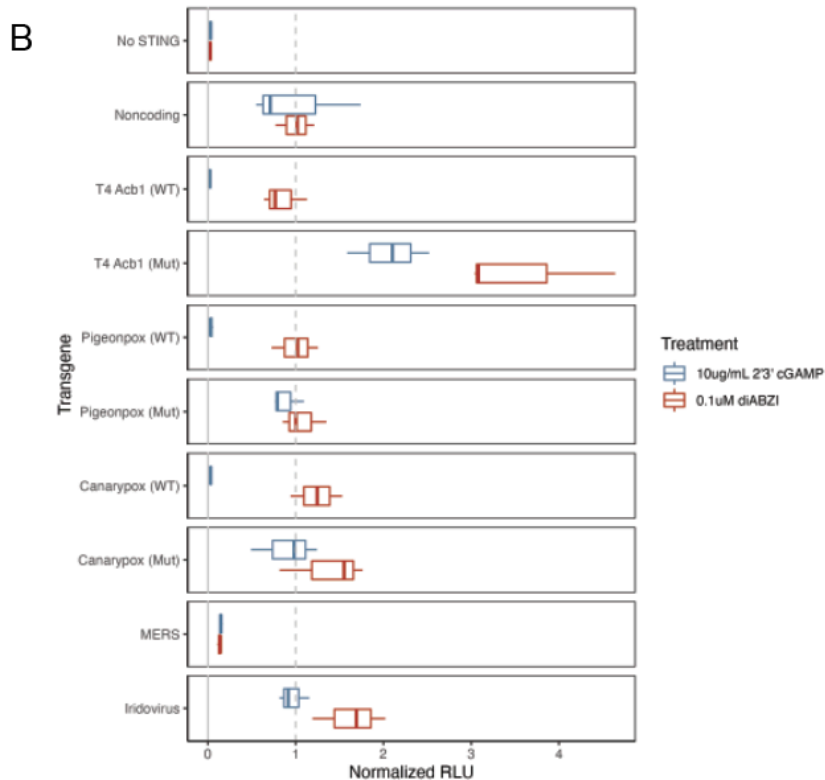 B
No STING
Noncoding
T4 Acb1 (WT)
T4 Acb1 (Mut)
Pigeonpox (WT)
Pigeonpox (Mut)
Canarypox (WT)
Canarypox (Mut)
MERS
Iridovirus
Transgene
0 1 2 3 4
Normalized RLU
Treatment
10ug/mL 2'3' cGAMP
0.1uM diABZI